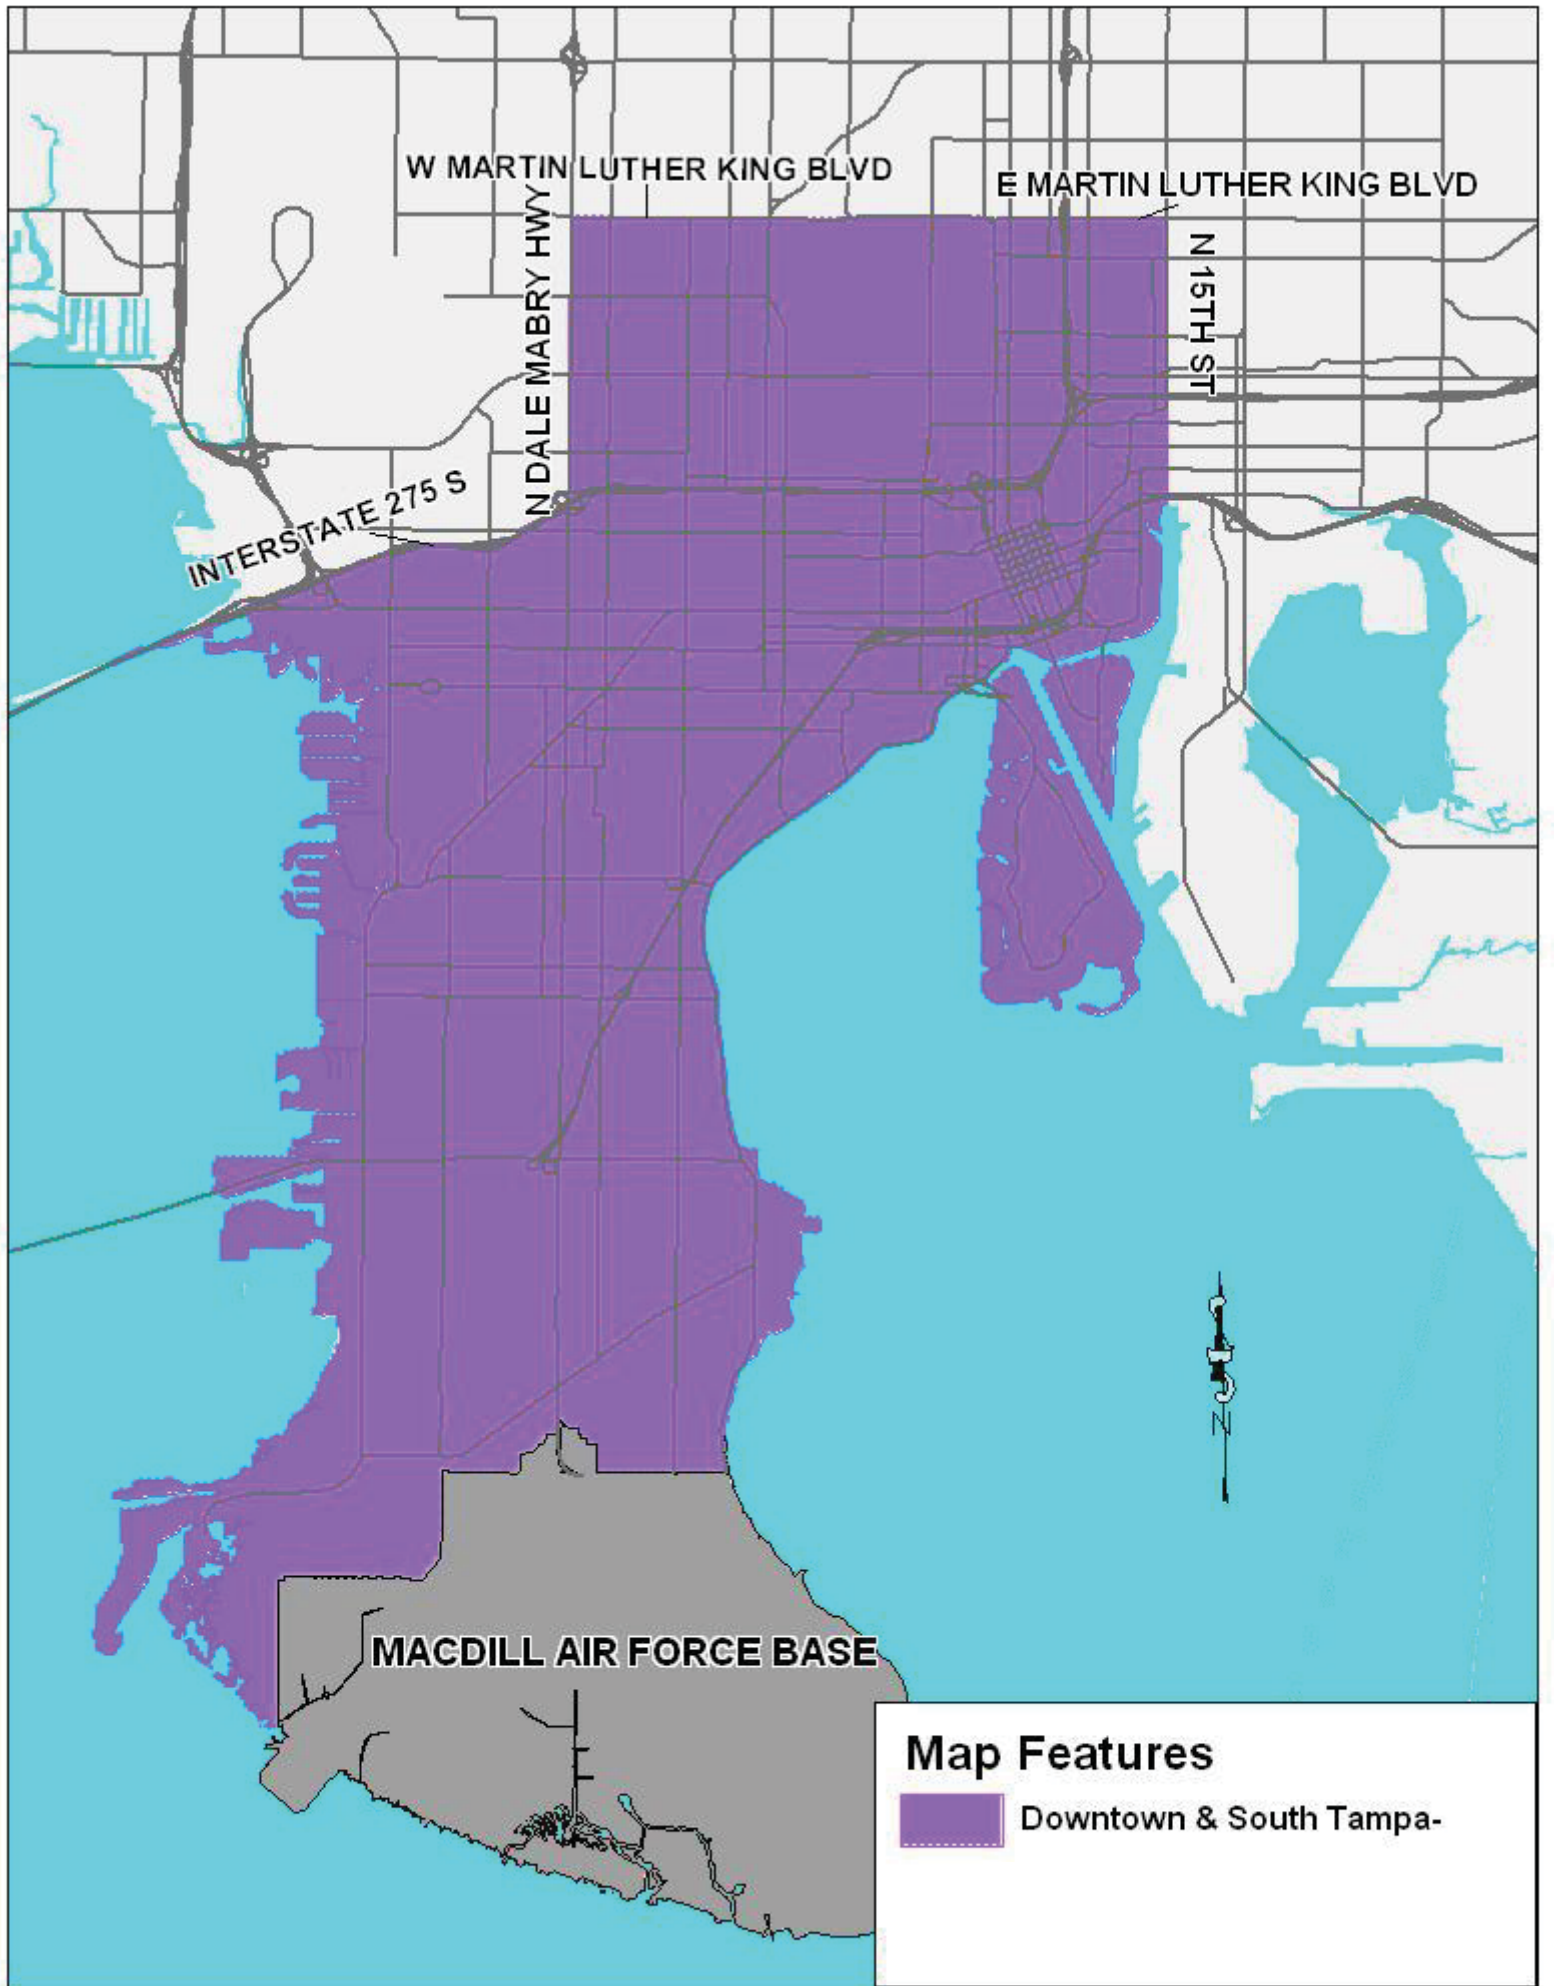 W MARTIN LUTHER KING BLVD
E MARTIN LUTHER KING BLVD
N DALE MABRY HWY
N 15TH ST
INTERSTATE 275 S
N
MACDILL AIR FORCE BASE
Map Features
Downtown & South Tampa-